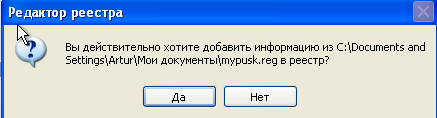 Редактор реестра
Вы действительно хотите добавить информацию из C:\Documents and
Settings\Artur\Мои документы\mypusk.reg в реестр?
Да
Нет